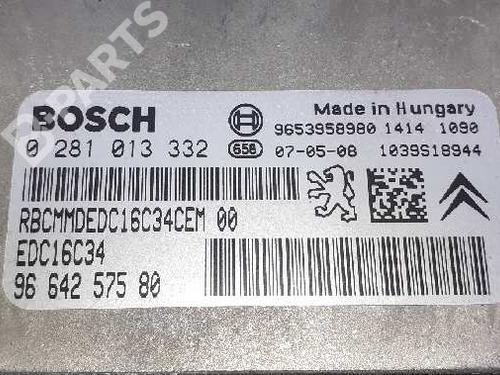 B-PARTS
BOSCH
Made in Hungary
9653958980 1414 1090
0 281 013 332
658 07-05-08 1039S18944
RBCMMDEDC16C34CEM 00
EDC16C34
96 642 575 80